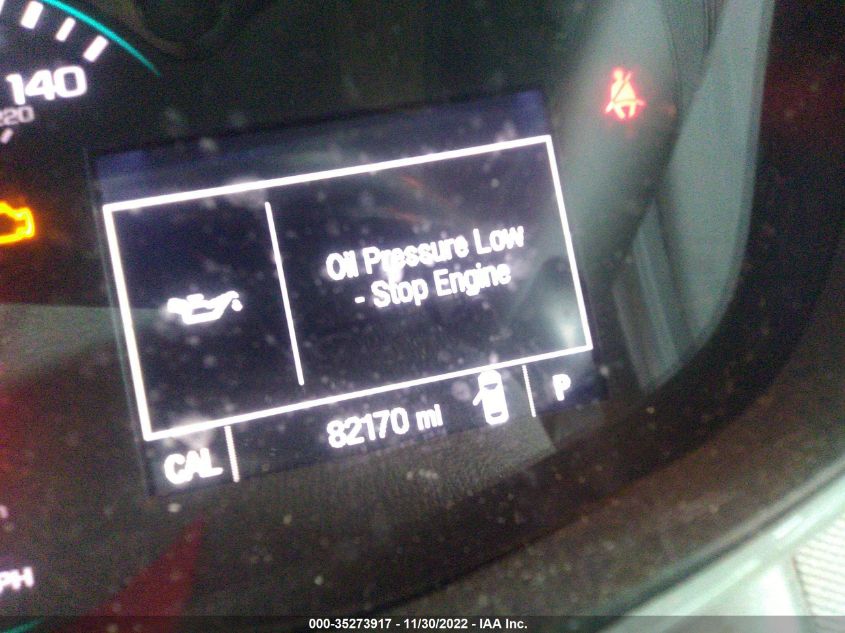 140
220
Oil Pressure Low
- Stop Engine
82170 mi
P
CAL
PH
000-35273917 - 11/30/2022 - IAA Inc.